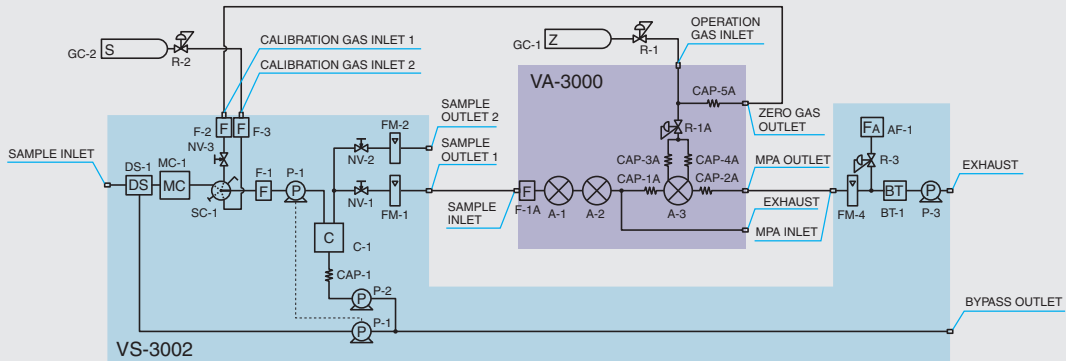 OPERATION
GAS INLET
GC-2
S
R-2
CALIBRATION GAS INLET 1
CALIBRATION GAS INLET 2
GC-1
Z
R-1
VA-3000
CAP-5A
ZERO GAS
OUTLET
R-1A
CAP-3A
CAP-4A
CAP-1A
CAP-2A
MPA OUTLET
EXHAUST
MPA INLET
F
F-1A
A-1
A-2
A-3
SAMPLE
OUTLET 2
SAMPLE
OUTLET 1
SAMPLE
INLET
F-2
F
F
F-3
NV-3
FM-2
NV-2
SAMPLE INLET
DS-1
DS
MC-1
MC
SC-1
F-1
F
P-1
P
NV-1
FM-1
C
C-1
CAP-1
P-2
P
P-1
P
VS-3002
FA
AF-1
R-3
FM-4
BT
BT-1
P
P-3
EXHAUST
BYPASS OUTLET